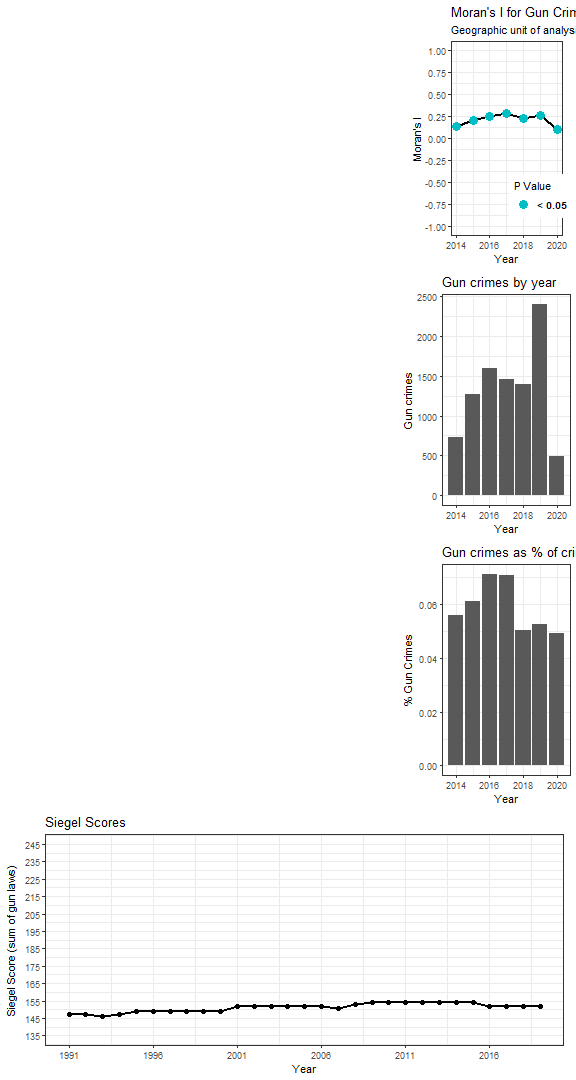 Moran's I for Gun Crim
Geographic unit of analysi
1.00
0.75
0.50
0.25
0.00
-0.25
-0.50
-0.75
-1.00
Moran's I
P Value
< 0.05
2014 2016 2018 2020
Year
Gun crimes by year
2500
2000
1500
1000
500
0
Gun crimes
2014 2016 2018 2020
Year
Gun crimes as % of cri
0.06
0.04
0.02
0.00
% Gun Crimes
2014 2016 2018 2020
Year
Siegel Scores
245
235
225
215
205
195
185
175
165
155
145
135
Siegel Score (sum of gun laws)
1991 1996 2001 2006 2011 2016
Year